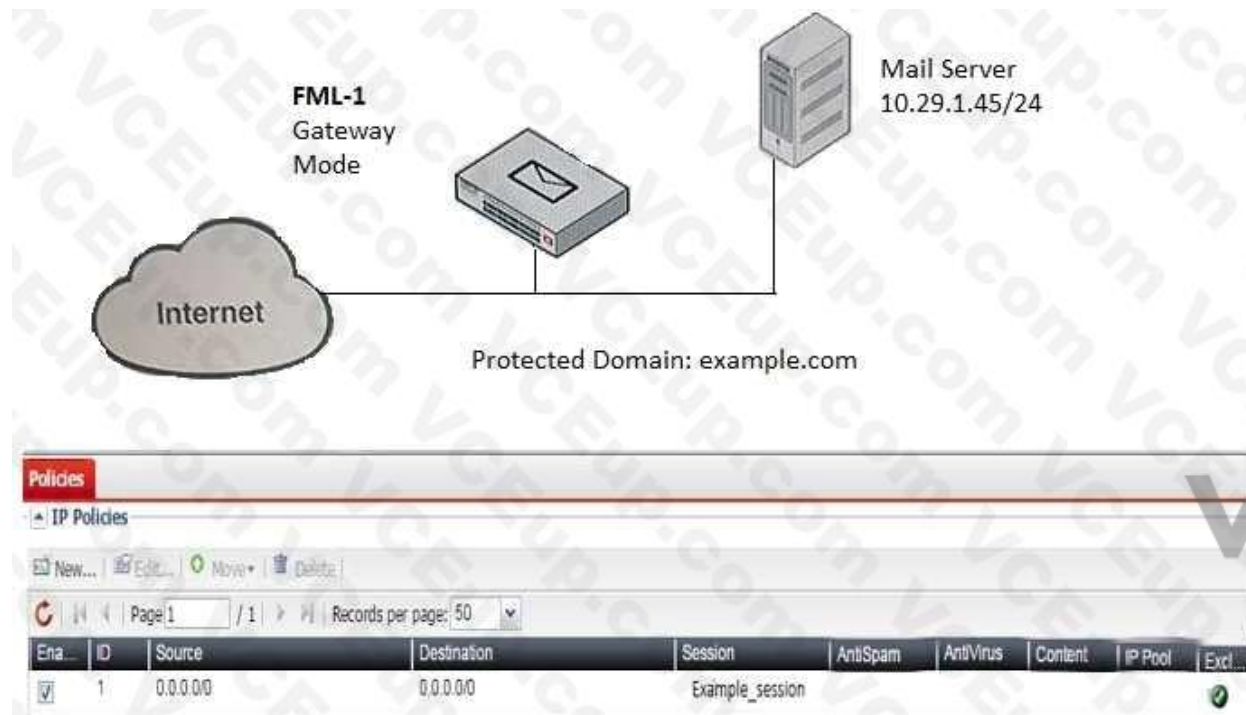 FML-1
Gateway
Mode
Mail Server
10.29.1.45/24
Internet
Protected Domain: example.com
Policies
IP Policies
New... Edit... Move Delete
Page 1 / 1 Records per page: 50
Ena... ID Source Destination Session AntiSpam AntiVirus Content IP Pool Excl...
1 0.0.0.0/0 0.0.0.0/0 Example_session
VCEup.com
V